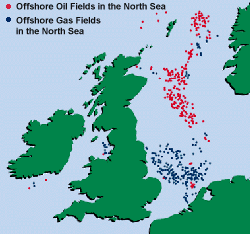 Offshore Oil Fields in the North Sea
Offshore Gas Fields
in the North Sea